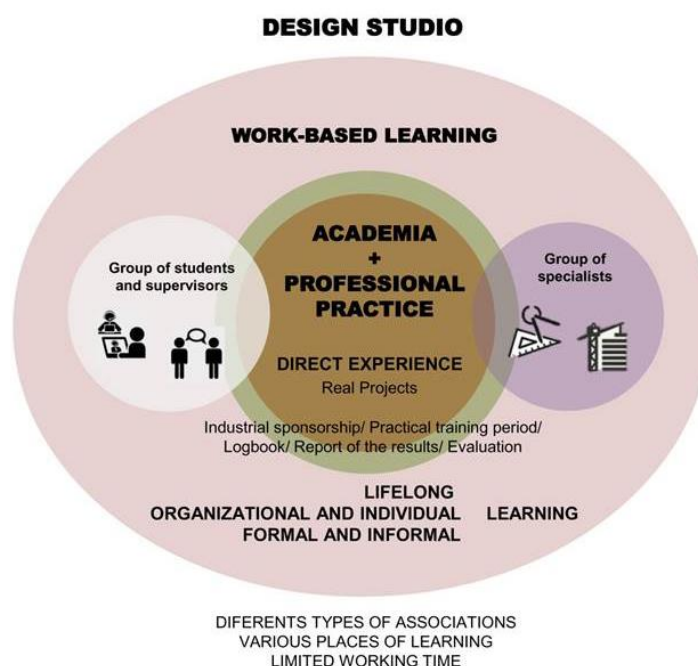 DESIGN STUDIO
WORK-BASED LEARNING
ACADEMIA
+
PROFESSIONAL
PRACTICE
Group of students
and supervisors
Group of
specialists
DIRECT EXPERIENCE
Real Projects
Industrial sponsorship/ Practical training period/
Logbook/ Report of the results/ Evaluation
LIFELONG
ORGANIZATIONAL AND INDIVIDUAL LEARNING
FORMAL AND INFORMAL
DIFERENTS TYPES OF ASSOCIATIONS
VARIOUS PLACES OF LEARNING
LIMITED WORKING TIME